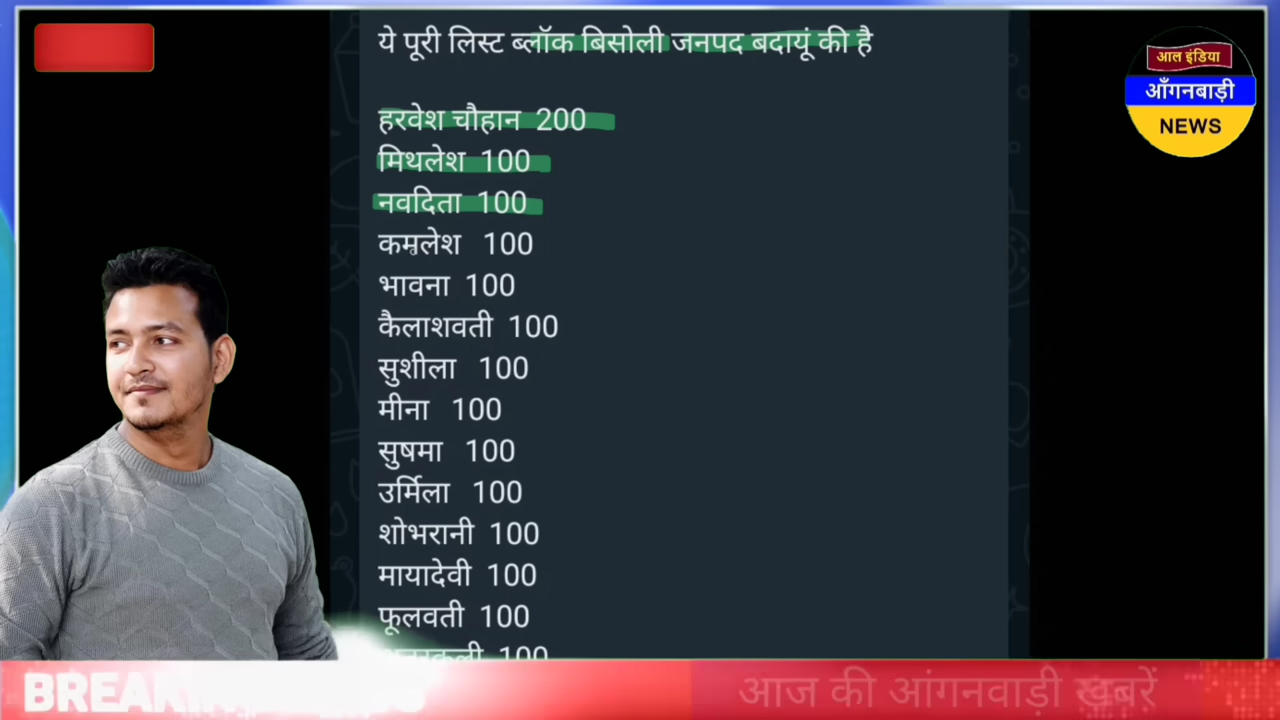 ये पूरी लिस्ट ब्लॉक बिसोली जनपद बदायूं की है
हरवेश चौहान 200
मिथलेश 100
नवदिता 100
कमलेश 100
भावना 100
कैलाशवती 100
सुशीला 100
मीना 100
सुषमा 100
उर्मिला 100
शोभरानी 100
मायादेवी 100
फूलवती 100
100
आल इंडिया
आँगनबाड़ी
NEWS
आज की आंगनवाड़ी खबरें